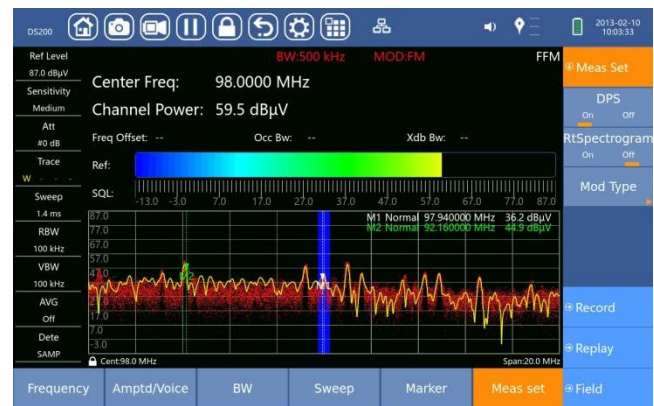 DS200
2013-02-10
10:03:33
Ref Level
87.0 dBμV
Sensitivity
Medium
Att
#0 dB
Trace
W - - -
Sweep
1.4 ms
RBW
100 kHz
VBW
100 kHz
AVG
Off
Dete
SAMP
BW:500 kHz MOD:FM FFM
Center Freq: 98.0000 MHz
Channel Power: 59.5 dBμV
Freq Offset: -- Occ Bw: -- Xdb Bw: --
Ref:
SQL:
-13.0 -3.0 7.0 17.0 27.0 37.0 47.0 57.0 67.0 77.0 87.0
M1 Normal 97.940000 MHz 36.2 dBμV
M2 Normal 92.160000 MHz 44.9 dBμV
87.0
77.0
67.0
57.0
47.0
17.0
7.0
-3.0
M2
Cent:98.0 MHz Span:20.0 MHz
Meas Set
DPS
On Off
RtSpectrogram
On Off
Mod Type
Record
Replay
Field
Frequency Amptd/Voice BW Sweep Marker Meas set